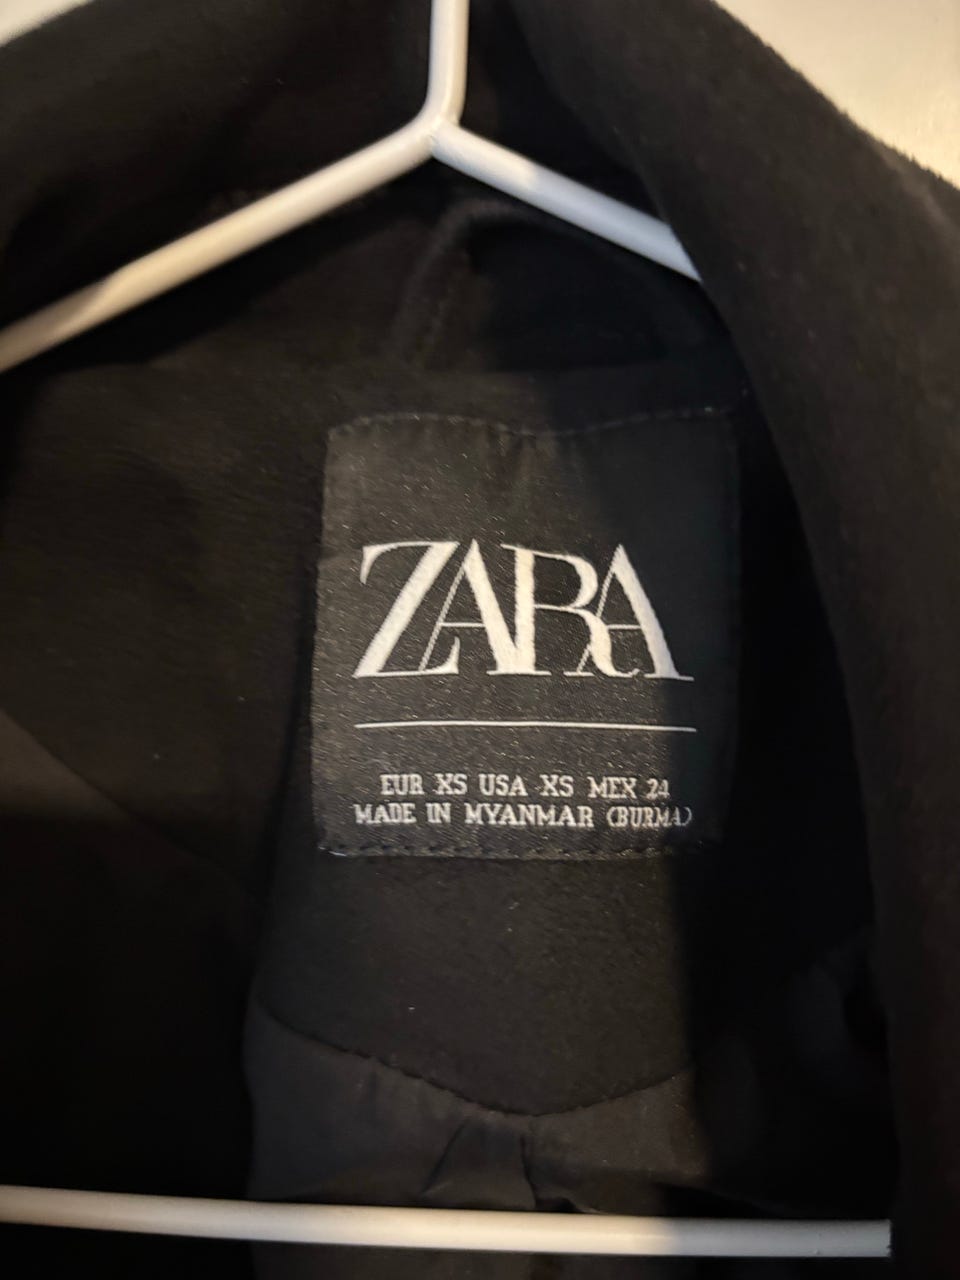 ZARA
EUR XS USA XS MEX 24
MADE IN MYANMAR (BURMA)